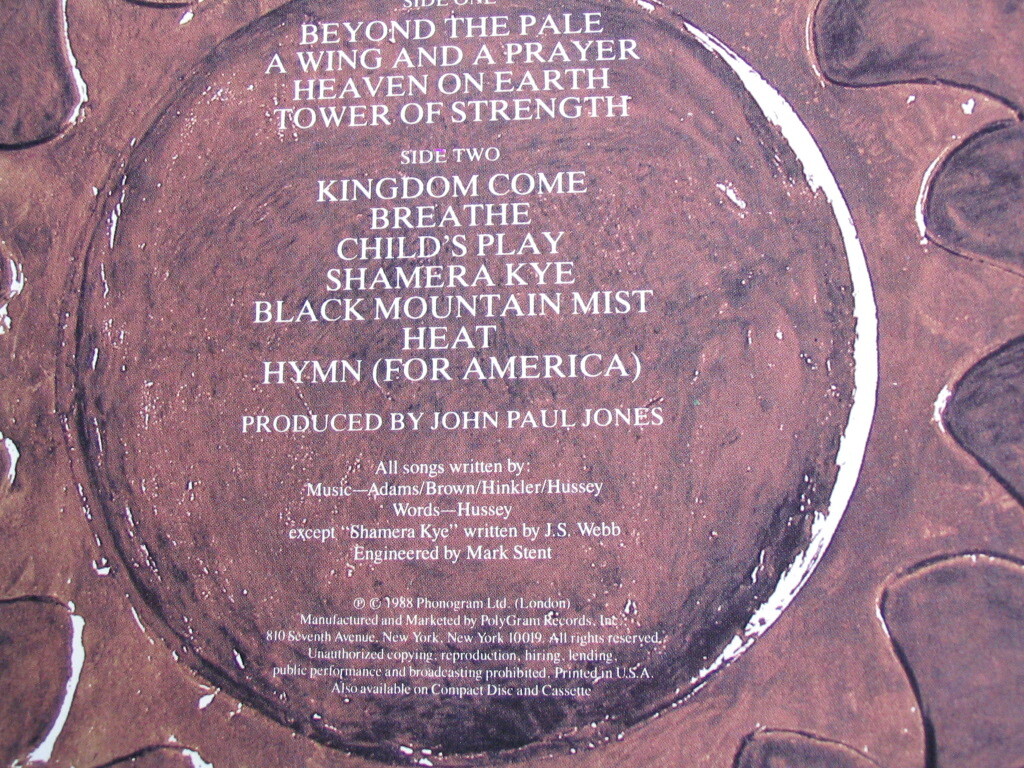 SIDE ONE
BEYOND THE PALE
A WING AND A PRAYER
HEAVEN ON EARTH
TOWER OF STRENGTH
SIDE TWO
KINGDOM COME
BREATHE
CHILD'S PLAY
SHAMERA KYE
BLACK MOUNTAIN MIST
HEAT
HYMN (FOR AMERICA)
PRODUCED BY JOHN PAUL JONES
All songs written by:
Music—Adams/Brown/Hinkler/Hussey
Words—Hussey
except "Shamera Kye" written by J.S. Webb
Engineered by Mark Stent
℗ © 1988 Phonogram Ltd. (London)
Manufactured and Marketed by PolyGram Records, Inc.
810 Seventh Avenue, New York, New York 10019. All rights reserved.
Unauthorized copying, reproduction, hiring, lending,
public performance and broadcasting prohibited. Printed in U.S.A.
Also available on Compact Disc and Cassette